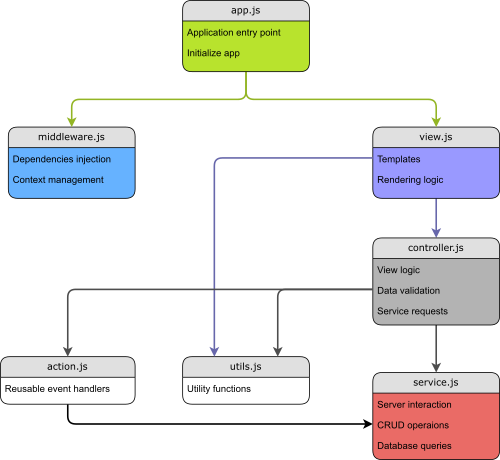 app.js
Application entry point
Initialize app
middleware.js
Dependencies injection
Context management
view.js
Templates
Rendering logic
controller.js
View logic
Data validation
Service requests
action.js
Reusable event handlers
utils.js
Utility functions
service.js
Server interaction
CRUD operaions
Database queries